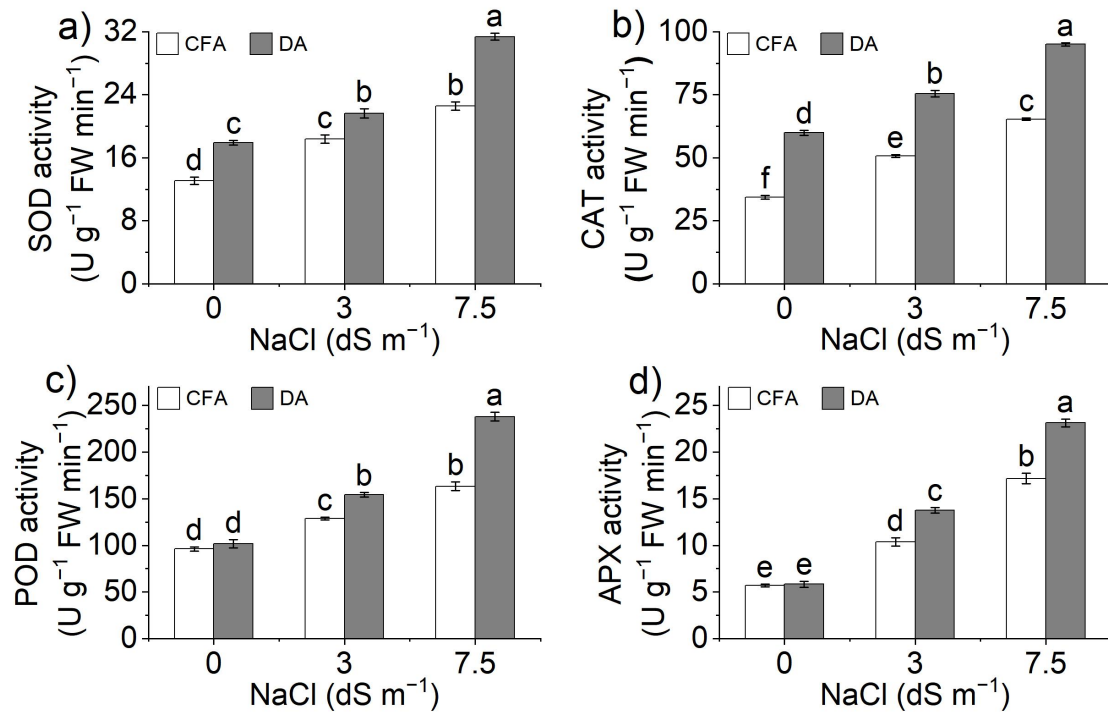 a)
CFA
DA
SOD activity
(U g⁻¹ FW min⁻¹)
32
24
16
8
0
d
c
c
b
b
a
0
3
7.5
NaCl (dS m⁻¹)
b)
CFA
DA
CAT activity
(U g⁻¹ FW min⁻¹)
100
75
50
25
0
f
d
e
b
c
a
0
3
7.5
NaCl (dS m⁻¹)
c)
CFA
DA
POD activity
(U g⁻¹ FW min⁻¹)
250
200
150
100
50
0
d
d
c
b
b
a
0
3
7.5
NaCl (dS m⁻¹)
d)
CFA
DA
APX activity
(U g⁻¹ FW min⁻¹)
25
20
15
10
5
0
e
e
d
c
b
a
0
3
7.5
NaCl (dS m⁻¹)